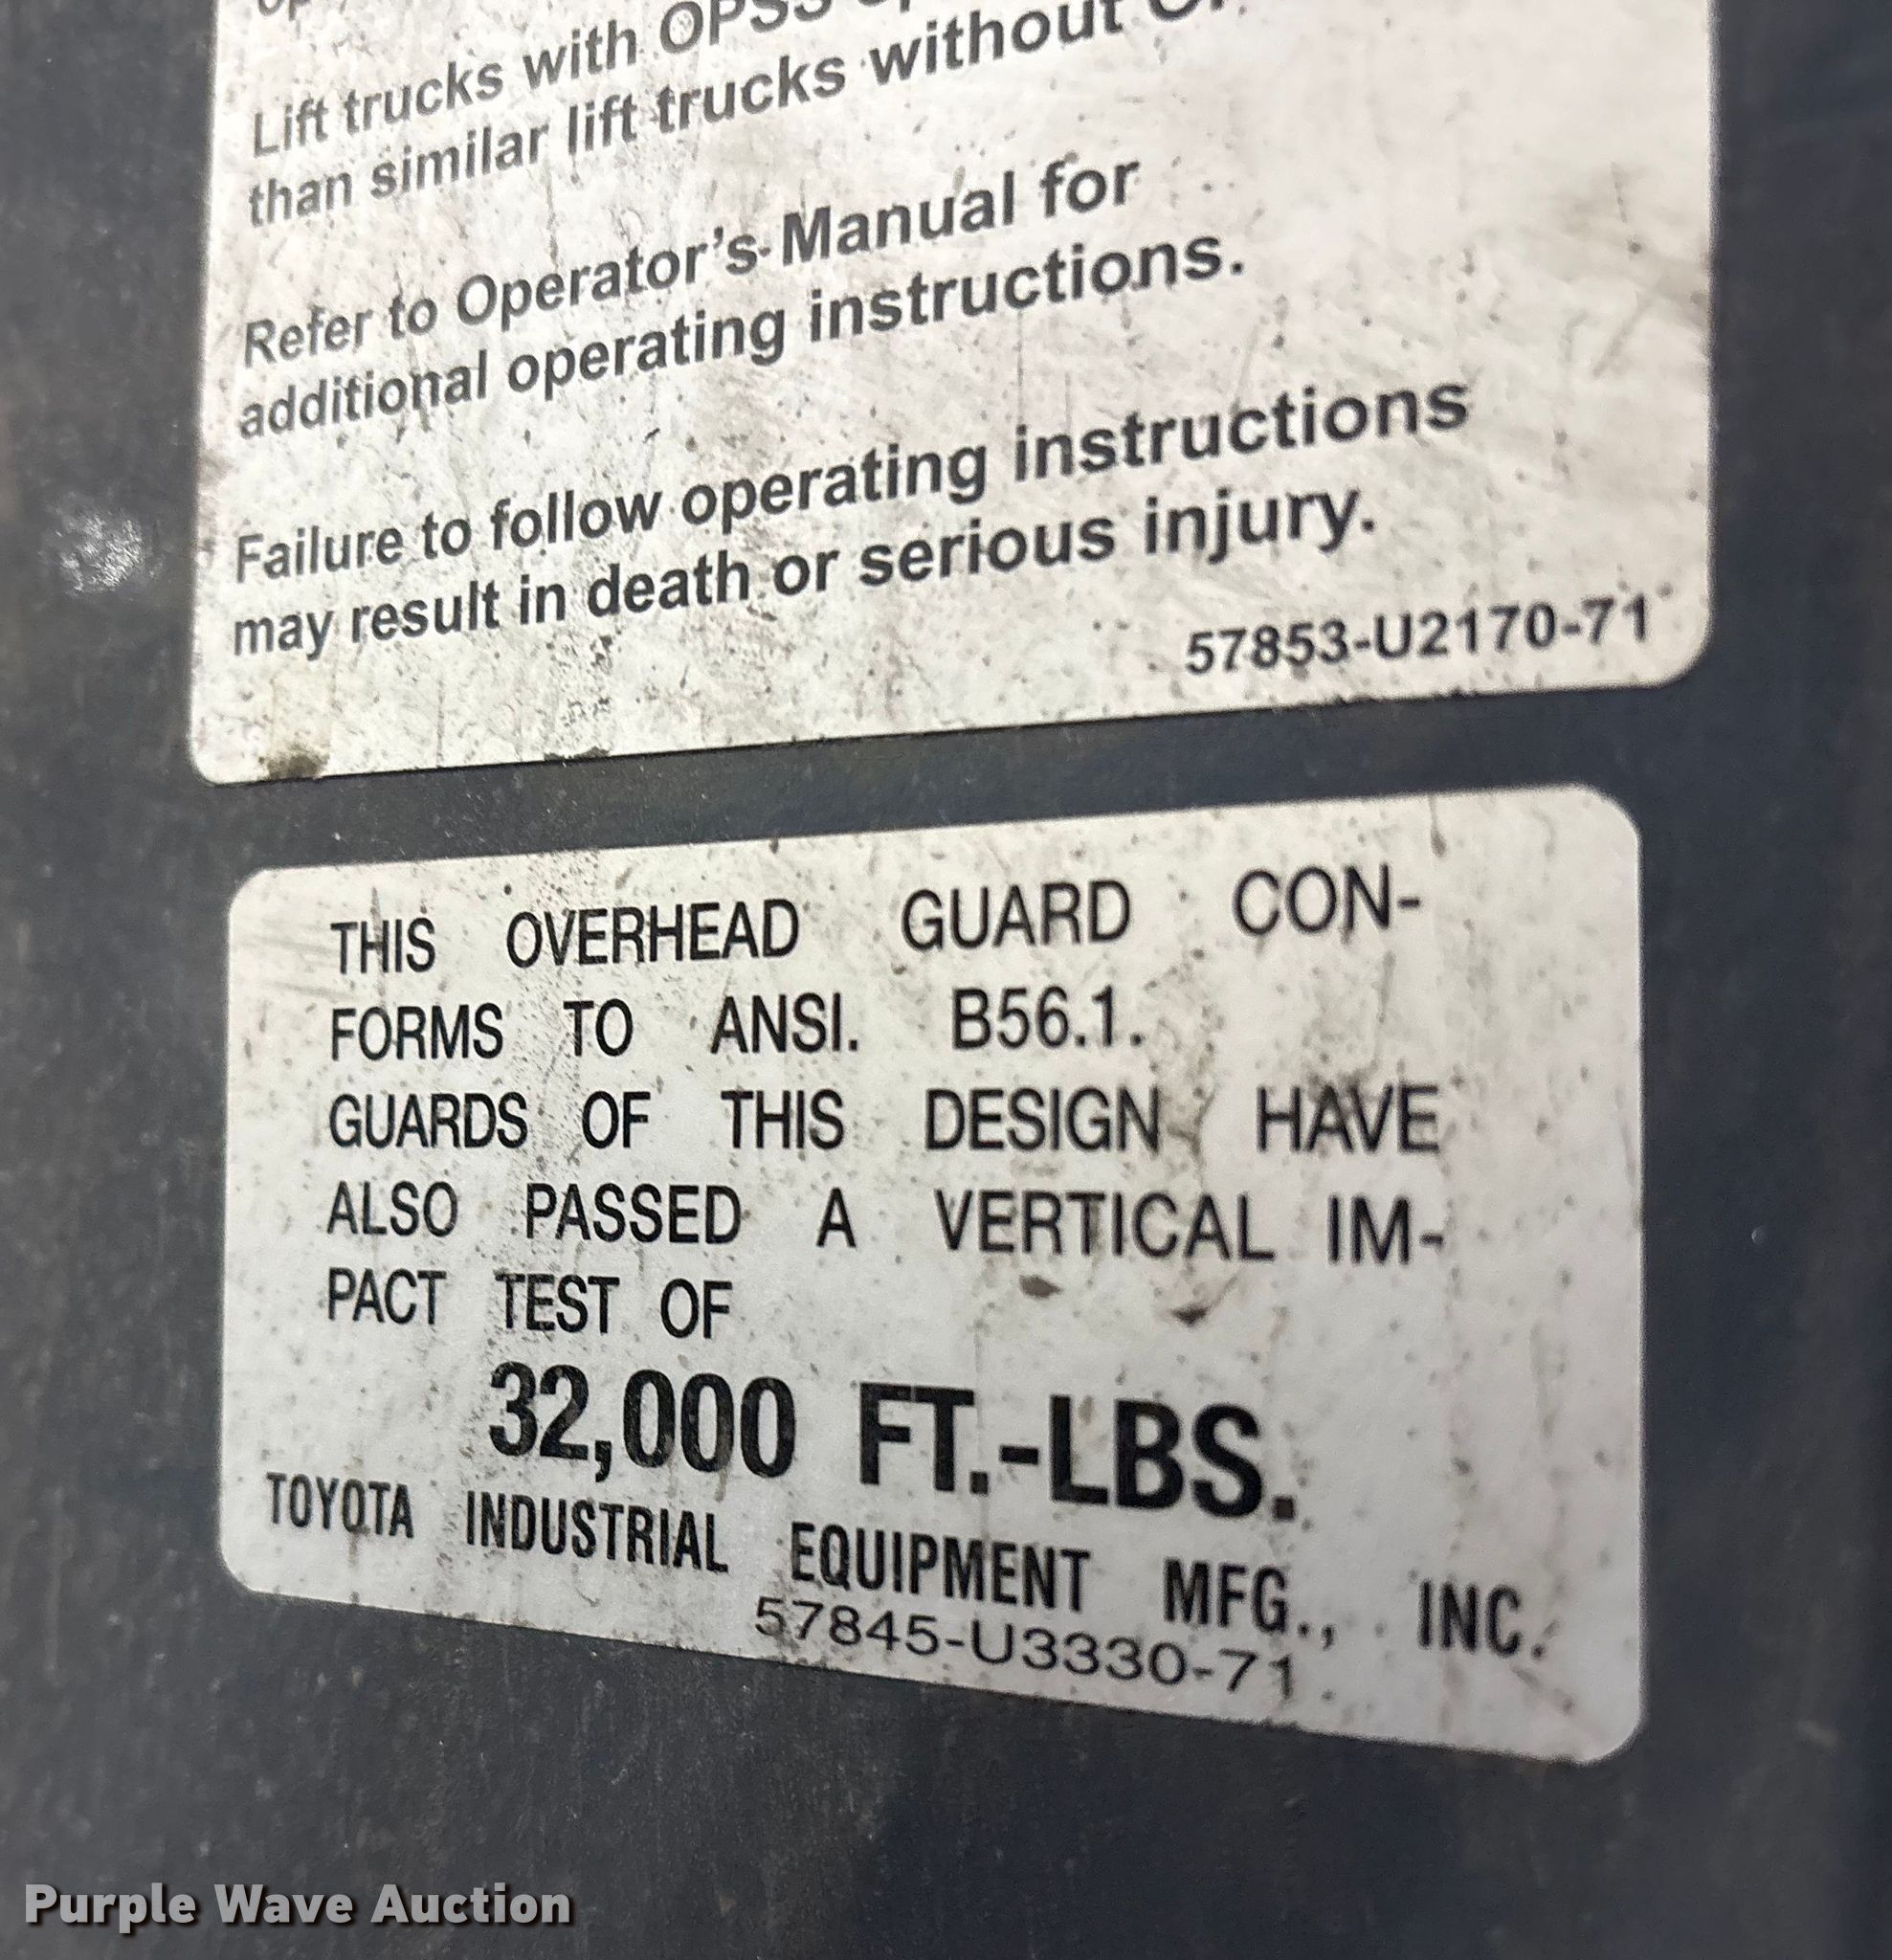 Lift trucks with OPSS
than similar lift trucks without
Refer to Operator's Manual for
additional operating instructions.
Failure to follow operating instructions
may result in death or serious injury.
57853-U2170-71
THIS OVERHEAD GUARD CON-
FORMS TO ANSI. B56.1.
GUARDS OF THIS DESIGN HAVE
ALSO PASSED A VERTICAL IM-
PACT TEST OF
32,000 FT.-LBS.
TOYOTA INDUSTRIAL EQUIPMENT MFG., INC.
57845-U3330-71
Purple Wave Auction